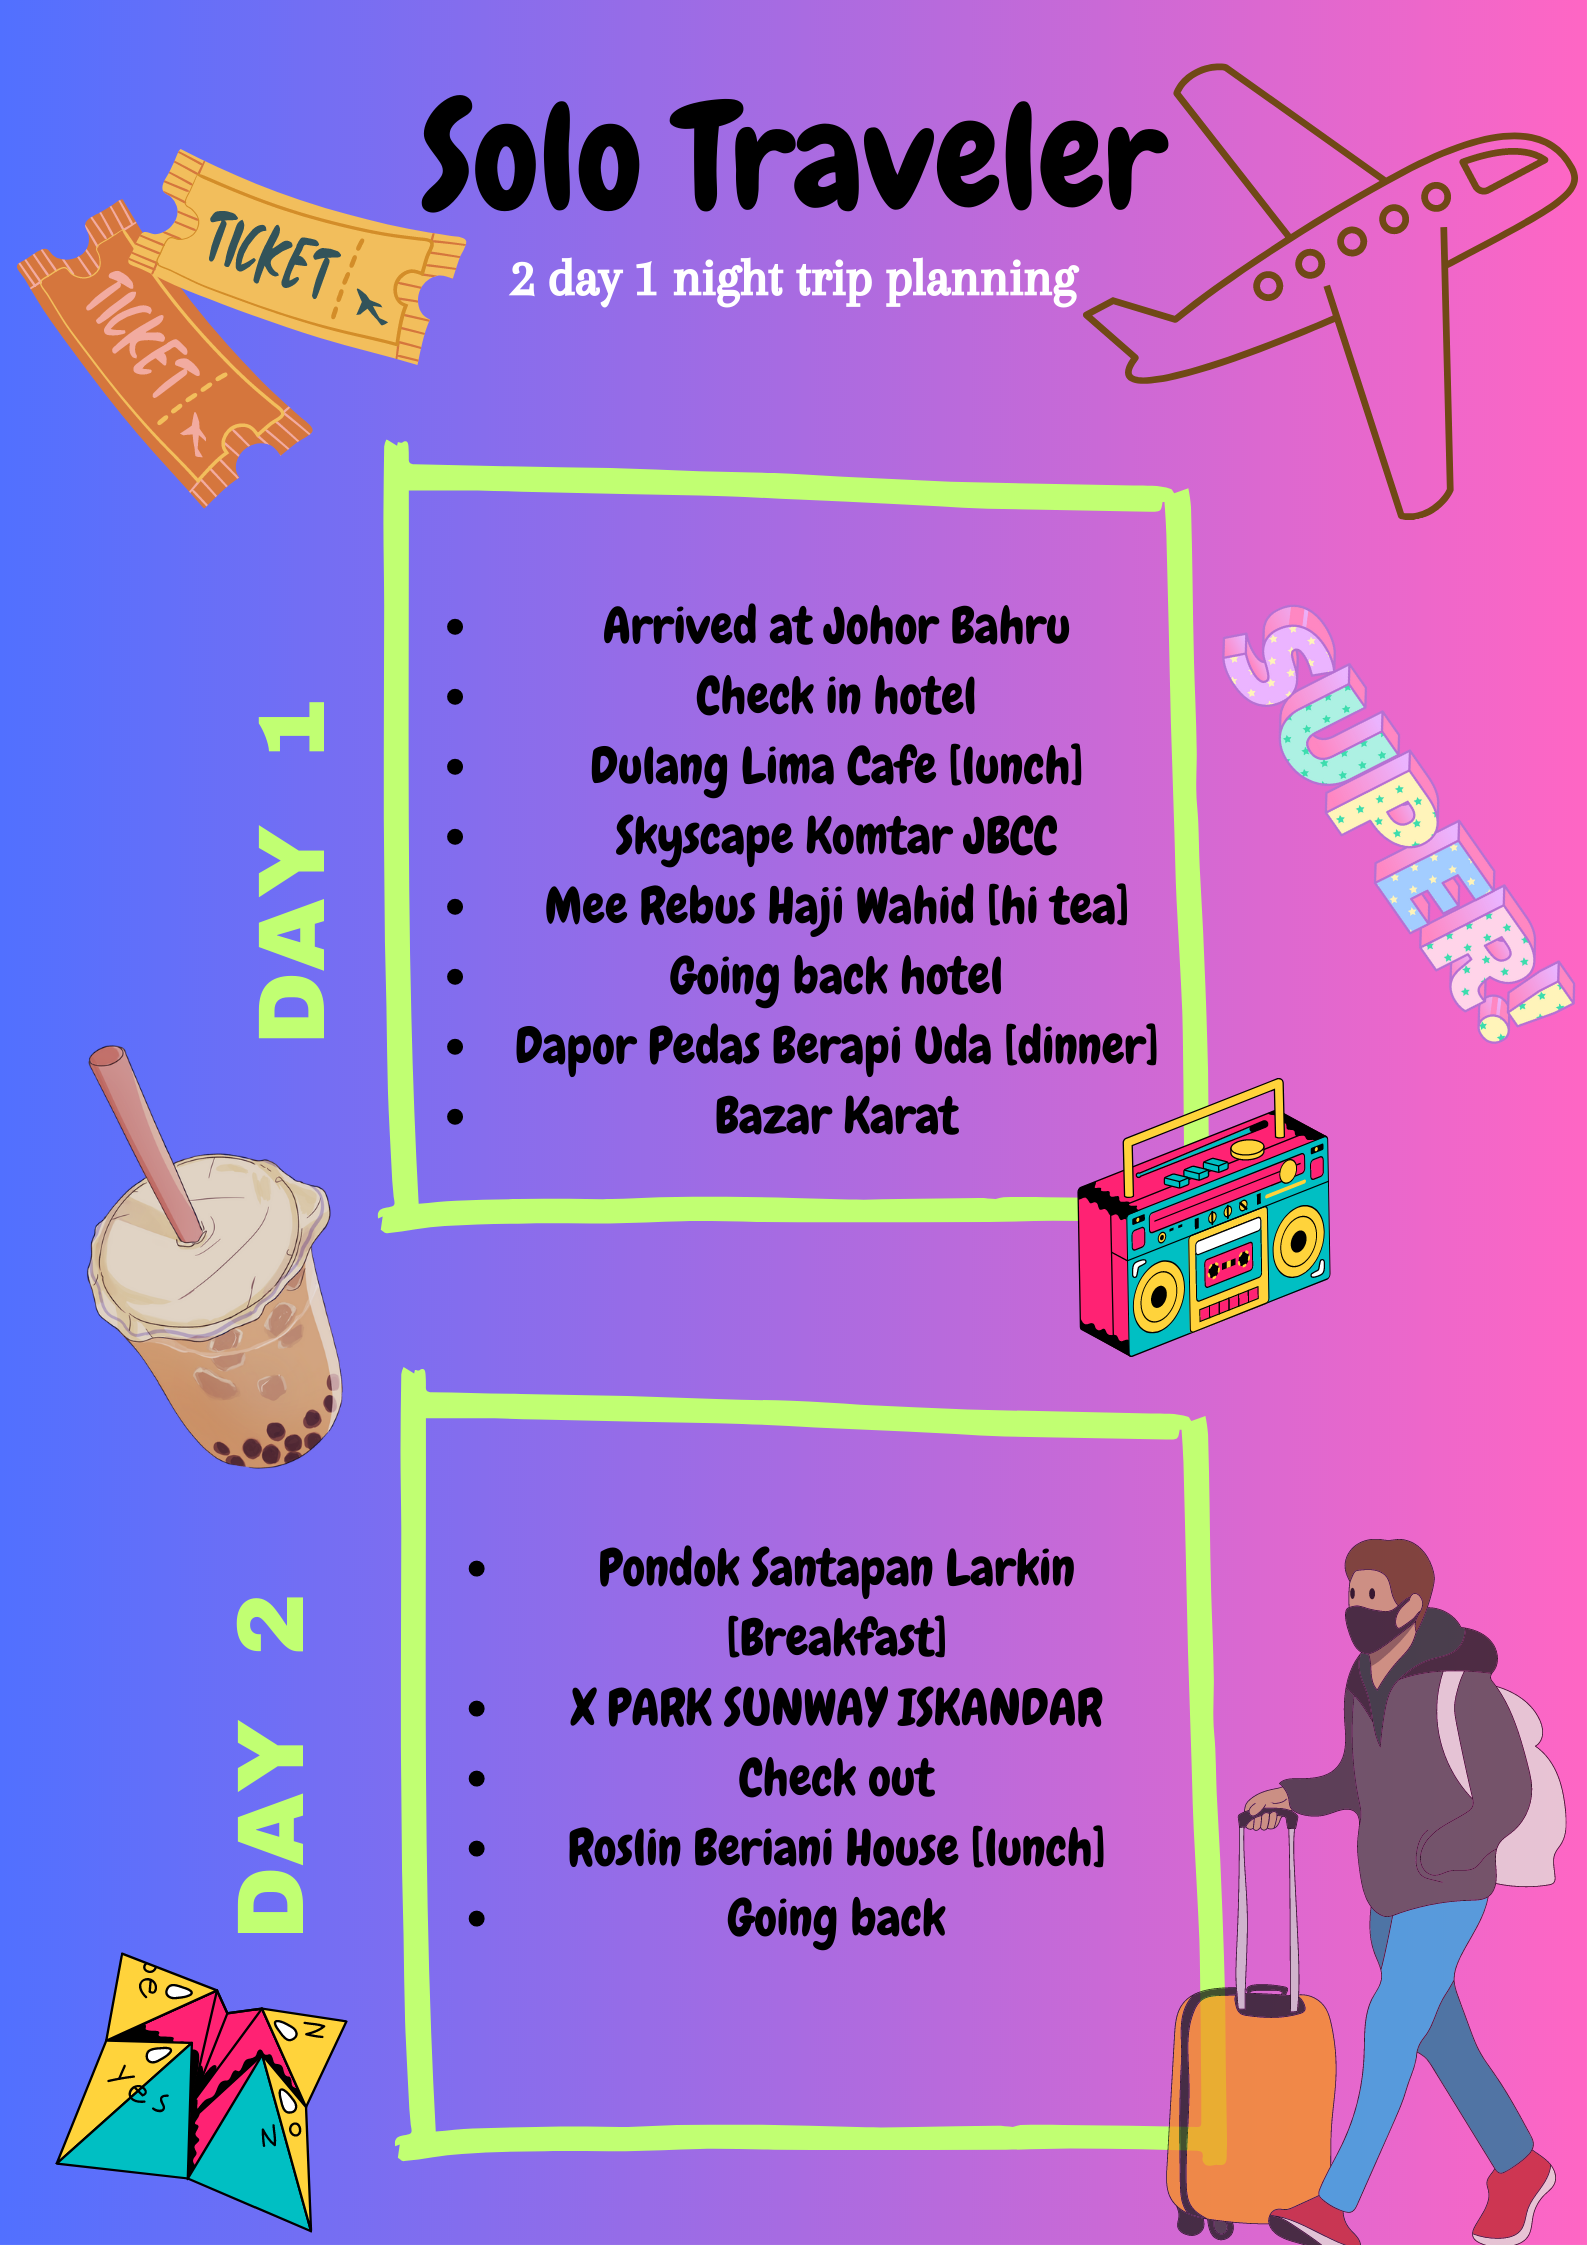 Solo Traveler
2 day 1 night trip planning
TICKET
TICKET
DAY 1
• Arrived at Johor Bahru
• Check in hotel
• Dulang Lima Cafe [lunch]
• Skyscape Komtar JBCC
• Mee Rebus Haji Wahid [hi tea]
• Going back hotel
• Dapor Pedas Berapi Uda [dinner]
• Bazar Karat
SUPER!
DAY 2
• Pondok Santapan Larkin
[Breakfast]
• X PARK SUNWAY ISKANDAR
• Check out
• Roslin Beriani House [lunch]
• Going back
Yes
No